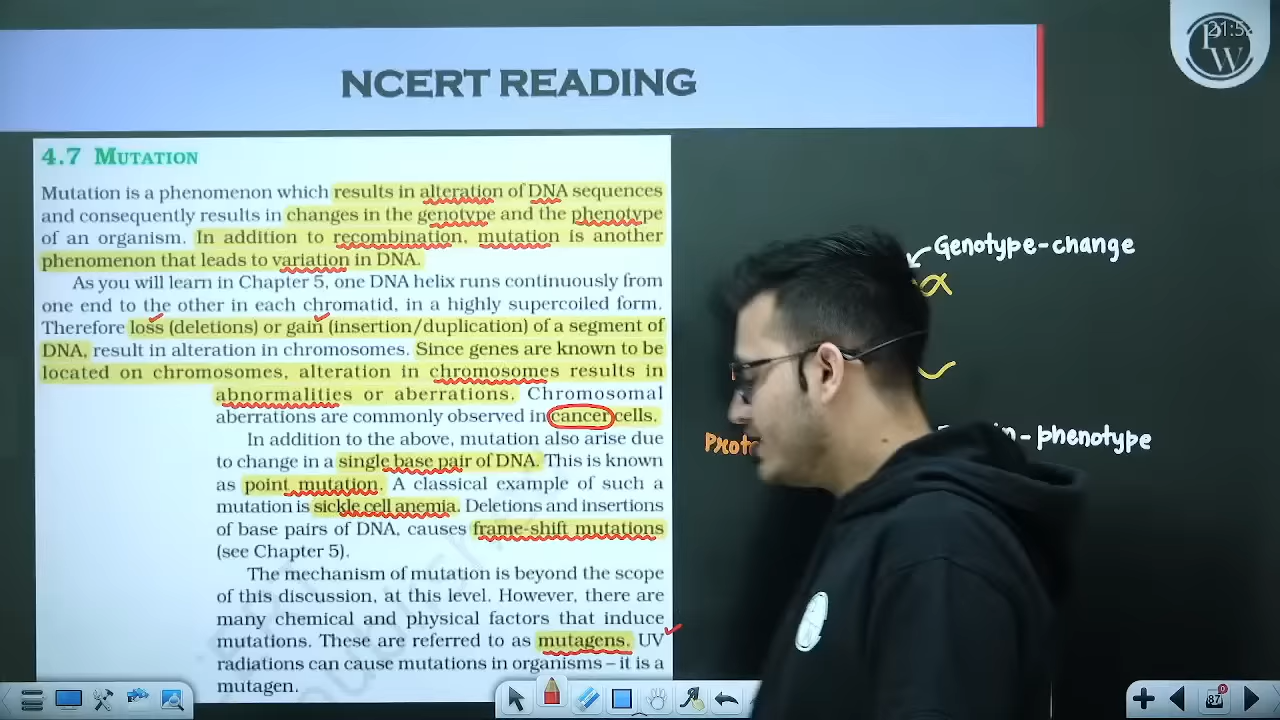 NCERT READING
4.7 MUTATION
Mutation is a phenomenon which results in alteration of DNA sequences
and consequently results in changes in the genotype and the phenotype
of an organism. In addition to recombination, mutation is another
phenomenon that leads to variation in DNA.
As you will learn in Chapter 5, one DNA helix runs continuously from
one end to the other in each chromatid, in a highly supercoiled form.
Therefore loss (deletions) or gain (insertion/duplication) of a segment of
DNA, result in alteration in chromosomes. Since genes are known to be
located on chromosomes, alteration in chromosomes results in
abnormalities or aberrations. Chromosomal
aberrations are commonly observed in cancer cells.
In addition to the above, mutation also arise due
to change in a single base pair of DNA. This is known
as point mutation. A classical example of such a
mutation is sickle cell anemia. Deletions and insertions
of base pairs of DNA, causes frame-shift mutations
(see Chapter 5).
The mechanism of mutation is beyond the scope
of this discussion, at this level. However, there are
many chemical and physical factors that induce
mutations. These are referred to as mutagens. UV
radiations can cause mutations in organisms – it is a
mutagen.
Genotype-change
α
-phenotype
PW
87